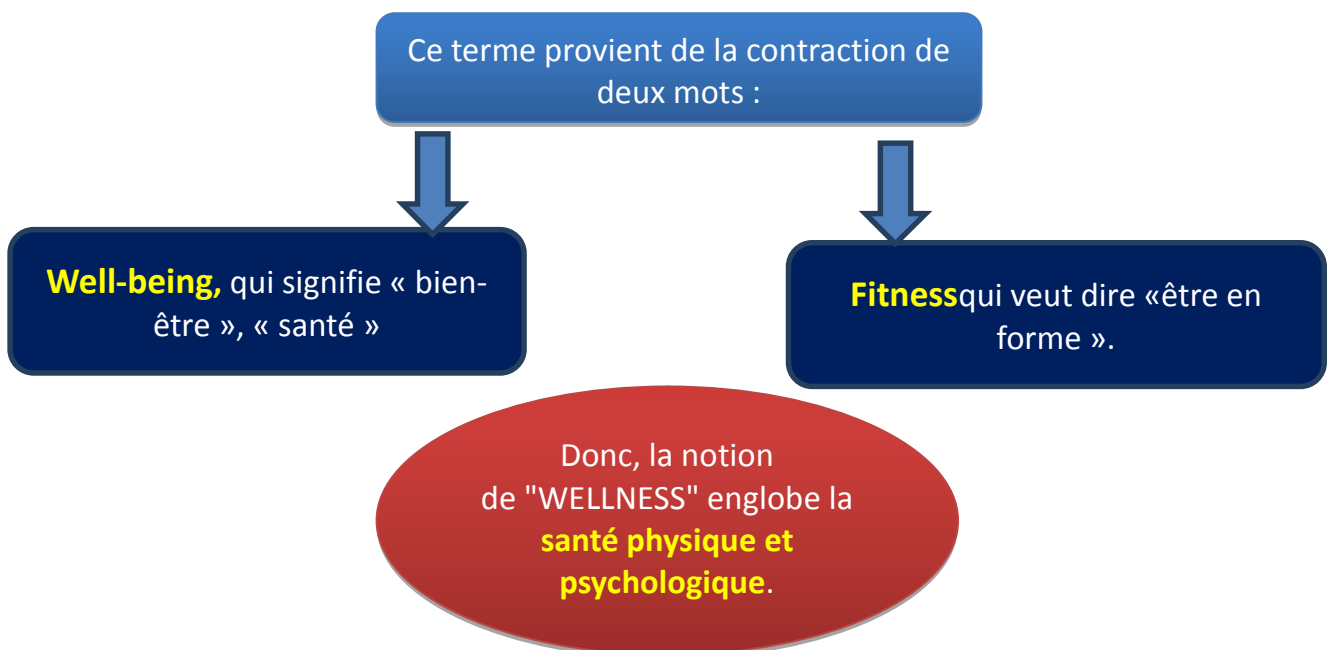 Ce terme provient de la contraction de
deux mots :
Well-being, qui signifie « bien-
être », « santé »
Fitnessqui veut dire «être en
forme ».
Donc, la notion
de "WELLNESS" englobe la
santé physique et
psychologique.